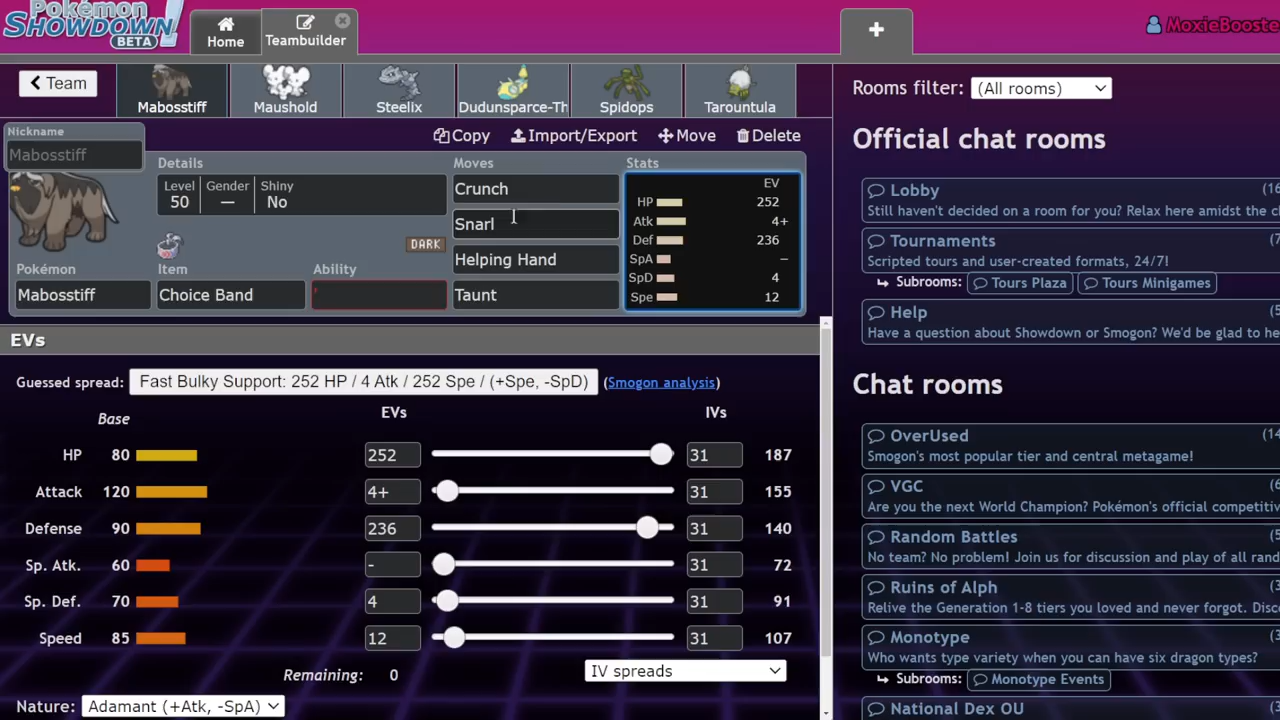 Pokémon
SHOWDOWN!
BETA
Home
Teambuilder
+
MoxieBooste
< Team
Mabosstiff
Maushold
Steelix
Dudunsparce-Th
Spidops
Tarountula
Copy
Import/Export
Move
Delete
Nickname
Mabosstiff
Details
Level
50
Gender
—
Shiny
No
DARK
Pokémon
Mabosstiff
Item
Choice Band
Ability
Moves
Crunch
Snarl
Helping Hand
Taunt
Stats
EV
HP 252
Atk 4+
Def 236
SpA –
SpD 4
Spe 12
EVs
Guessed spread: Fast Bulky Support: 252 HP / 4 Atk / 252 Spe / (+Spe, -SpD) (Smogon analysis)
Base EVs IVs
HP 80 252 31 187
Attack 120 4+ 31 155
Defense 90 236 31 140
Sp. Atk. 60 - 31 72
Sp. Def. 70 4 31 91
Speed 85 12 31 107
Remaining: 0
IV spreads
Nature: Adamant (+Atk, -SpA)
Rooms filter: (All rooms)
Official chat rooms
Lobby (16
Still haven't decided on a room for you? Relax here amidst the c
Tournaments
Scripted tours and user-created formats, 24/7!
Subrooms: Tours Plaza Tours Minigames
Help (3
Have a question about Showdown or Smogon? We'd be glad to he
Chat rooms
OverUsed (14
Smogon's most popular tier and central metagame!
VGC (6
Are you the next World Champion? Pokémon's official competitiv
Random Battles (5
No team? No problem! Join us for discussion and play of all rand
Ruins of Alph (3
Relive the Generation 1-8 tiers you loved and never forgot. Disc
Monotype (3
Who wants type variety when you can have six dragon types?
Subrooms: Monotype Events
National Dex OU (3